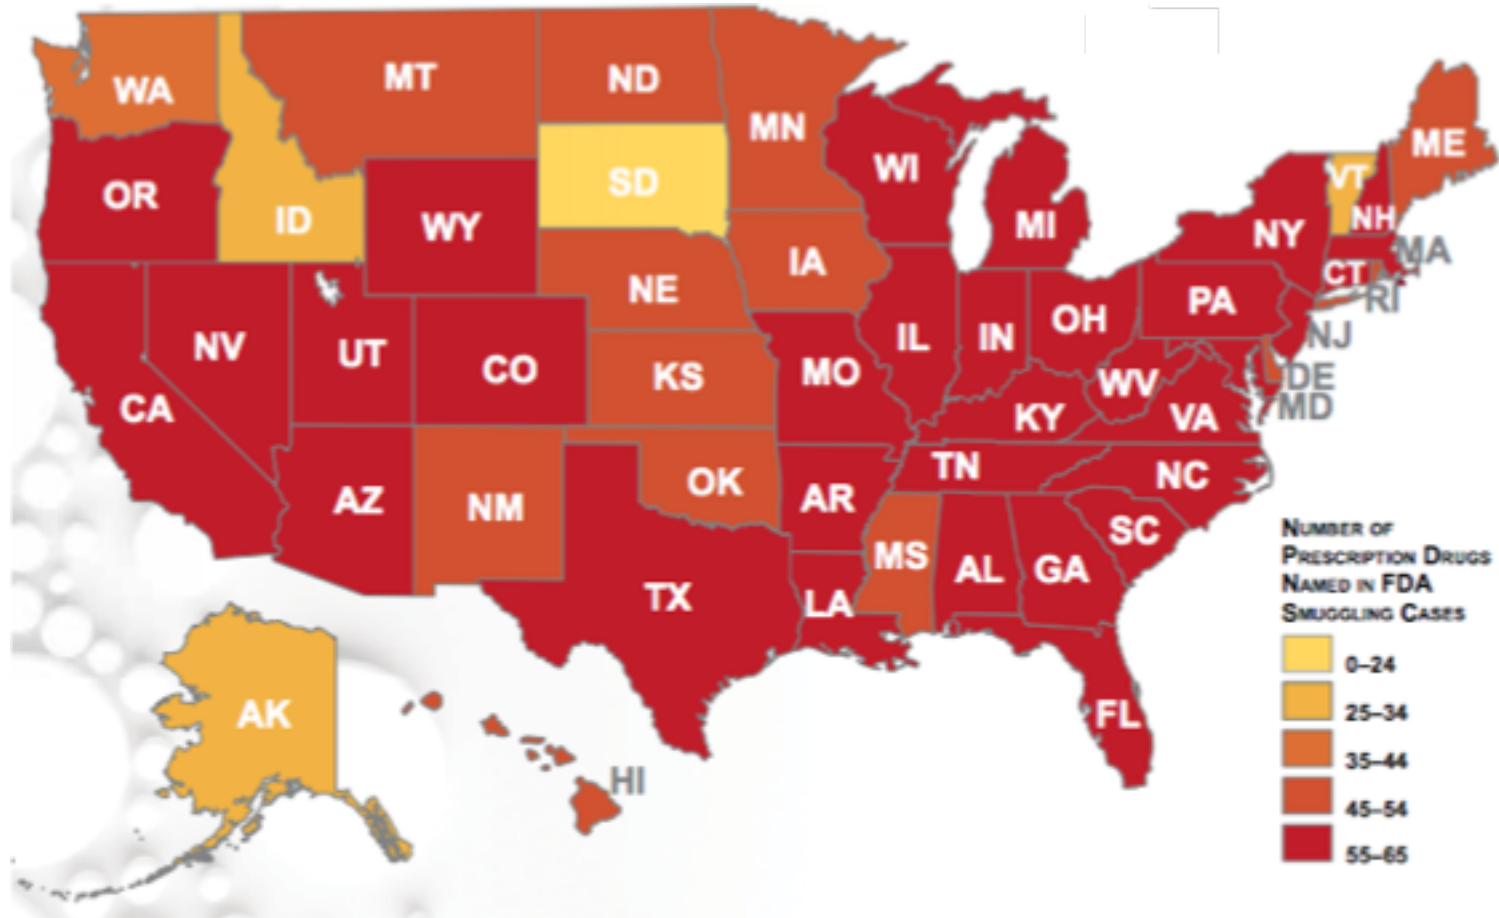 WA
MT
ND
MN
ME
OR
ID
WY
SD
WI
MI
VT
NH
NY
MA
CT
RI
NV
UT
CO
NE
IA
IL
IN
OH
PA
NJ
CA
KS
MO
KY
WV
VA
DE
MD
AZ
NM
OK
AR
TN
NC
TX
LA
MS
AL
GA
SC
FL
AK
HI
NUMBER OF
PRESCRIPTION DRUGS
NAMED IN FDA
SMUGGLING CASES
0–24
25–34
35–44
45–54
55–65